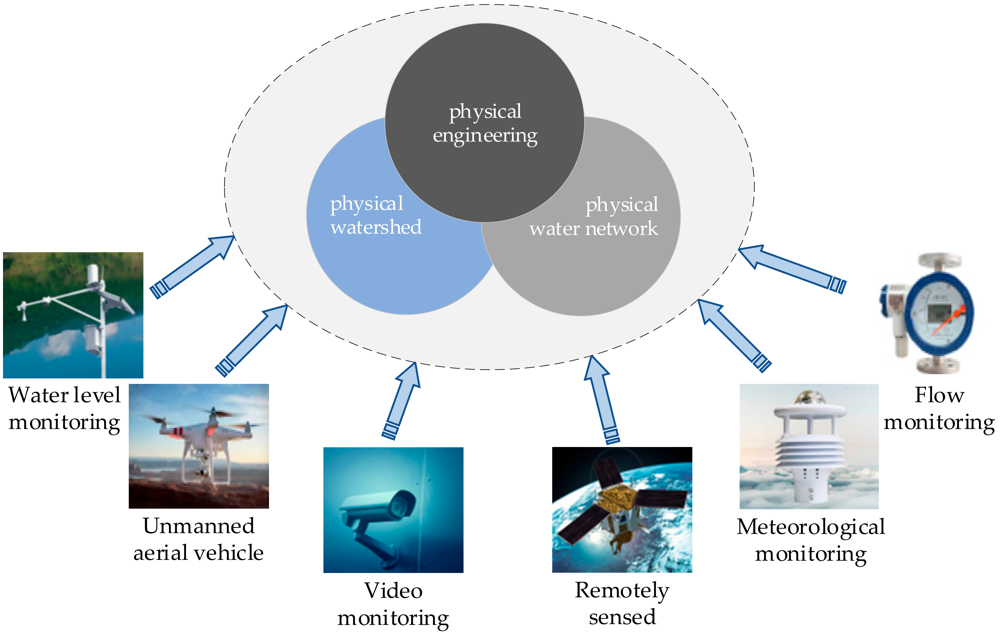 physical
engineering
physical
watershed
physical
water network
Water level
monitoring
Unmanned
aerial vehicle
Video
monitoring
Remotely
sensed
Meteorological
monitoring
Flow
monitoring